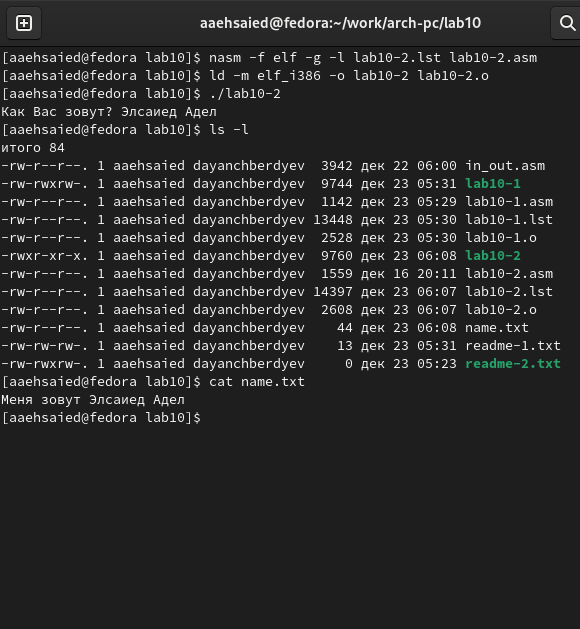 aaehsaied@fedora:~/work/arch-pc/lab10
[aaehsaied@fedora lab10]$ nasm -f elf -g -l lab10-2.lst lab10-2.asm
[aaehsaied@fedora lab10]$ ld -m elf_i386 -o lab10-2 lab10-2.o
[aaehsaied@fedora lab10]$ ./lab10-2
Как Вас зовут? Элсаиед Адел
[aaehsaied@fedora lab10]$ ls -l
итого 84
-rw-r--r--. 1 aaehsaied dayanchberdyev  3942 дек 22 06:00 in_out.asm
-rw-rwxrw-. 1 aaehsaied dayanchberdyev  9744 дек 23 05:31 lab10-1
-rw-r--r--. 1 aaehsaied dayanchberdyev  1142 дек 23 05:29 lab10-1.asm
-rw-r--r--. 1 aaehsaied dayanchberdyev 13448 дек 23 05:30 lab10-1.lst
-rw-r--r--. 1 aaehsaied dayanchberdyev  2528 дек 23 05:30 lab10-1.o
-rwxr-xr-x. 1 aaehsaied dayanchberdyev  9760 дек 23 06:08 lab10-2
-rw-r--r--. 1 aaehsaied dayanchberdyev  1559 дек 16 20:11 lab10-2.asm
-rw-r--r--. 1 aaehsaied dayanchberdyev 14397 дек 23 06:07 lab10-2.lst
-rw-r--r--. 1 aaehsaied dayanchberdyev  2608 дек 23 06:07 lab10-2.o
-rw-r--r--. 1 aaehsaied dayanchberdyev    44 дек 23 06:08 name.txt
-rw-rw-rw-. 1 aaehsaied dayanchberdyev    13 дек 23 05:31 readme-1.txt
-rw-rwxrw-. 1 aaehsaied dayanchberdyev     0 дек 23 05:23 readme-2.txt
[aaehsaied@fedora lab10]$ cat name.txt
Меня зовут Элсаиед Адел
[aaehsaied@fedora lab10]$